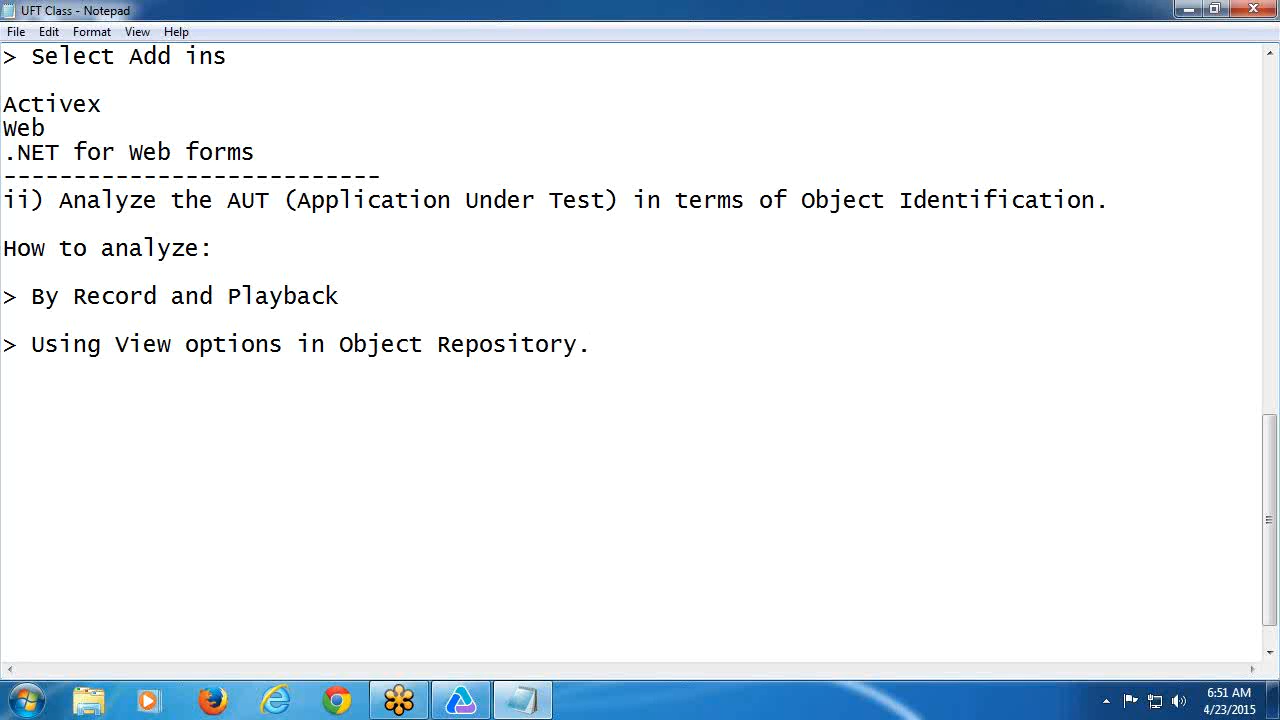 UFT Class - Notepad
File Edit Format View Help
> Select Add ins
Activex
Web
.NET for Web forms
---------------------------
ii) Analyze the AUT (Application Under Test) in terms of Object Identification.
How to analyze:
> By Record and Playback
> Using View options in Object Repository.
6:51 AM
4/23/2015